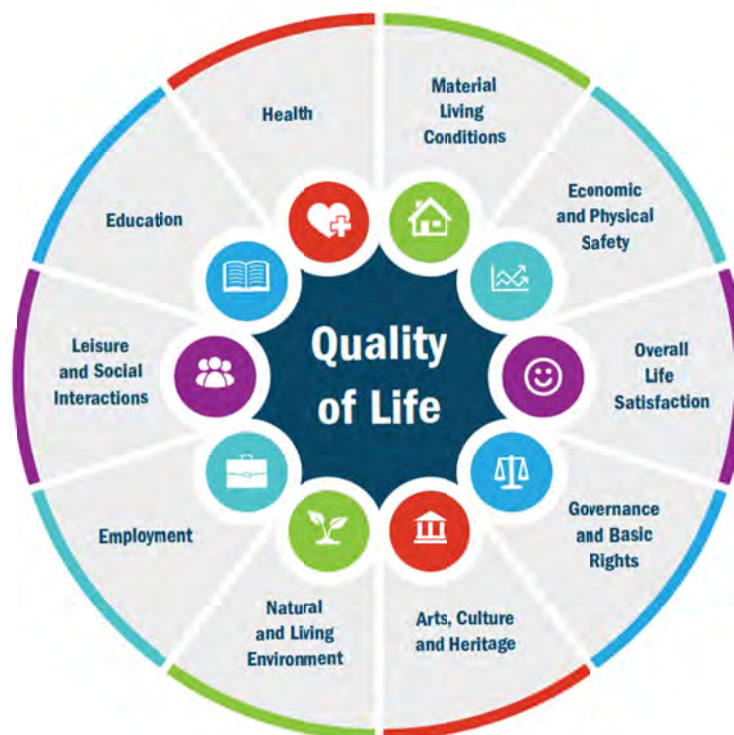 Quality
of Life
Health
Material
Living
Conditions
Economic
and Physical
Safety
Overall
Life
Satisfaction
Governance
and Basic
Rights
Arts, Culture
and Heritage
Natural
and Living
Environment
Employment
Leisure
and Social
Interactions
Education